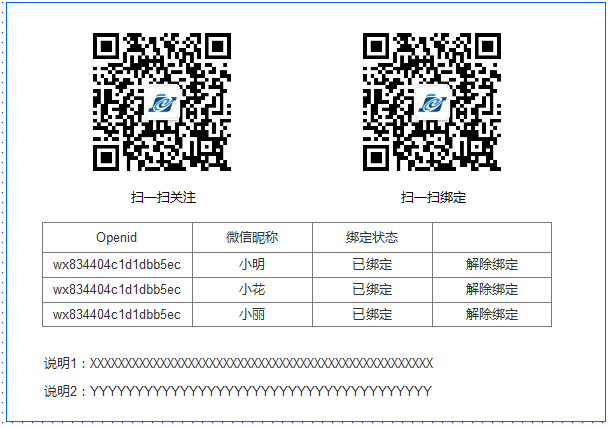 扫一扫关注 扫一扫绑定
Openid 微信昵称 绑定状态
wx834404c1d1dbb5ec 小明 已绑定 解除绑定
wx834404c1d1dbb5ec 小花 已绑定 解除绑定
wx834404c1d1dbb5ec 小丽 已绑定 解除绑定
说明1：XXXXXXXXXXXXXXXXXXXXXXXXXXXXXXXXXXXXXXXXXXXXXXXXX
说明2：YYYYYYYYYYYYYYYYYYYYYYYYYYYYYYYYYYYYYY